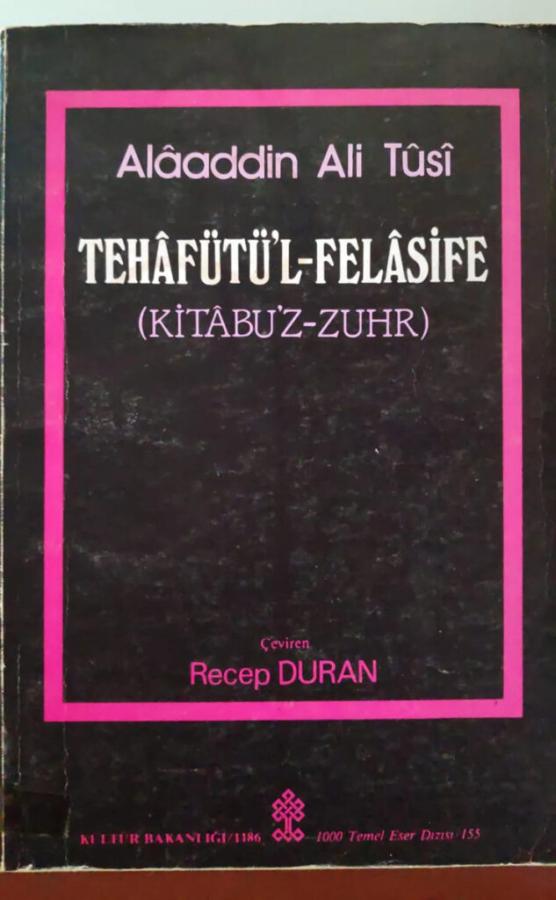 Alâaddin Ali Tûsî
TEHÂFÜTÜ'L-FELÂSİFE
(KİTÂBU'Z-ZUHR)
Çeviren
Recep DURAN
KÜLTÜR BAKANLIĞI/1186 1000 Temel Eser Dizisi/155